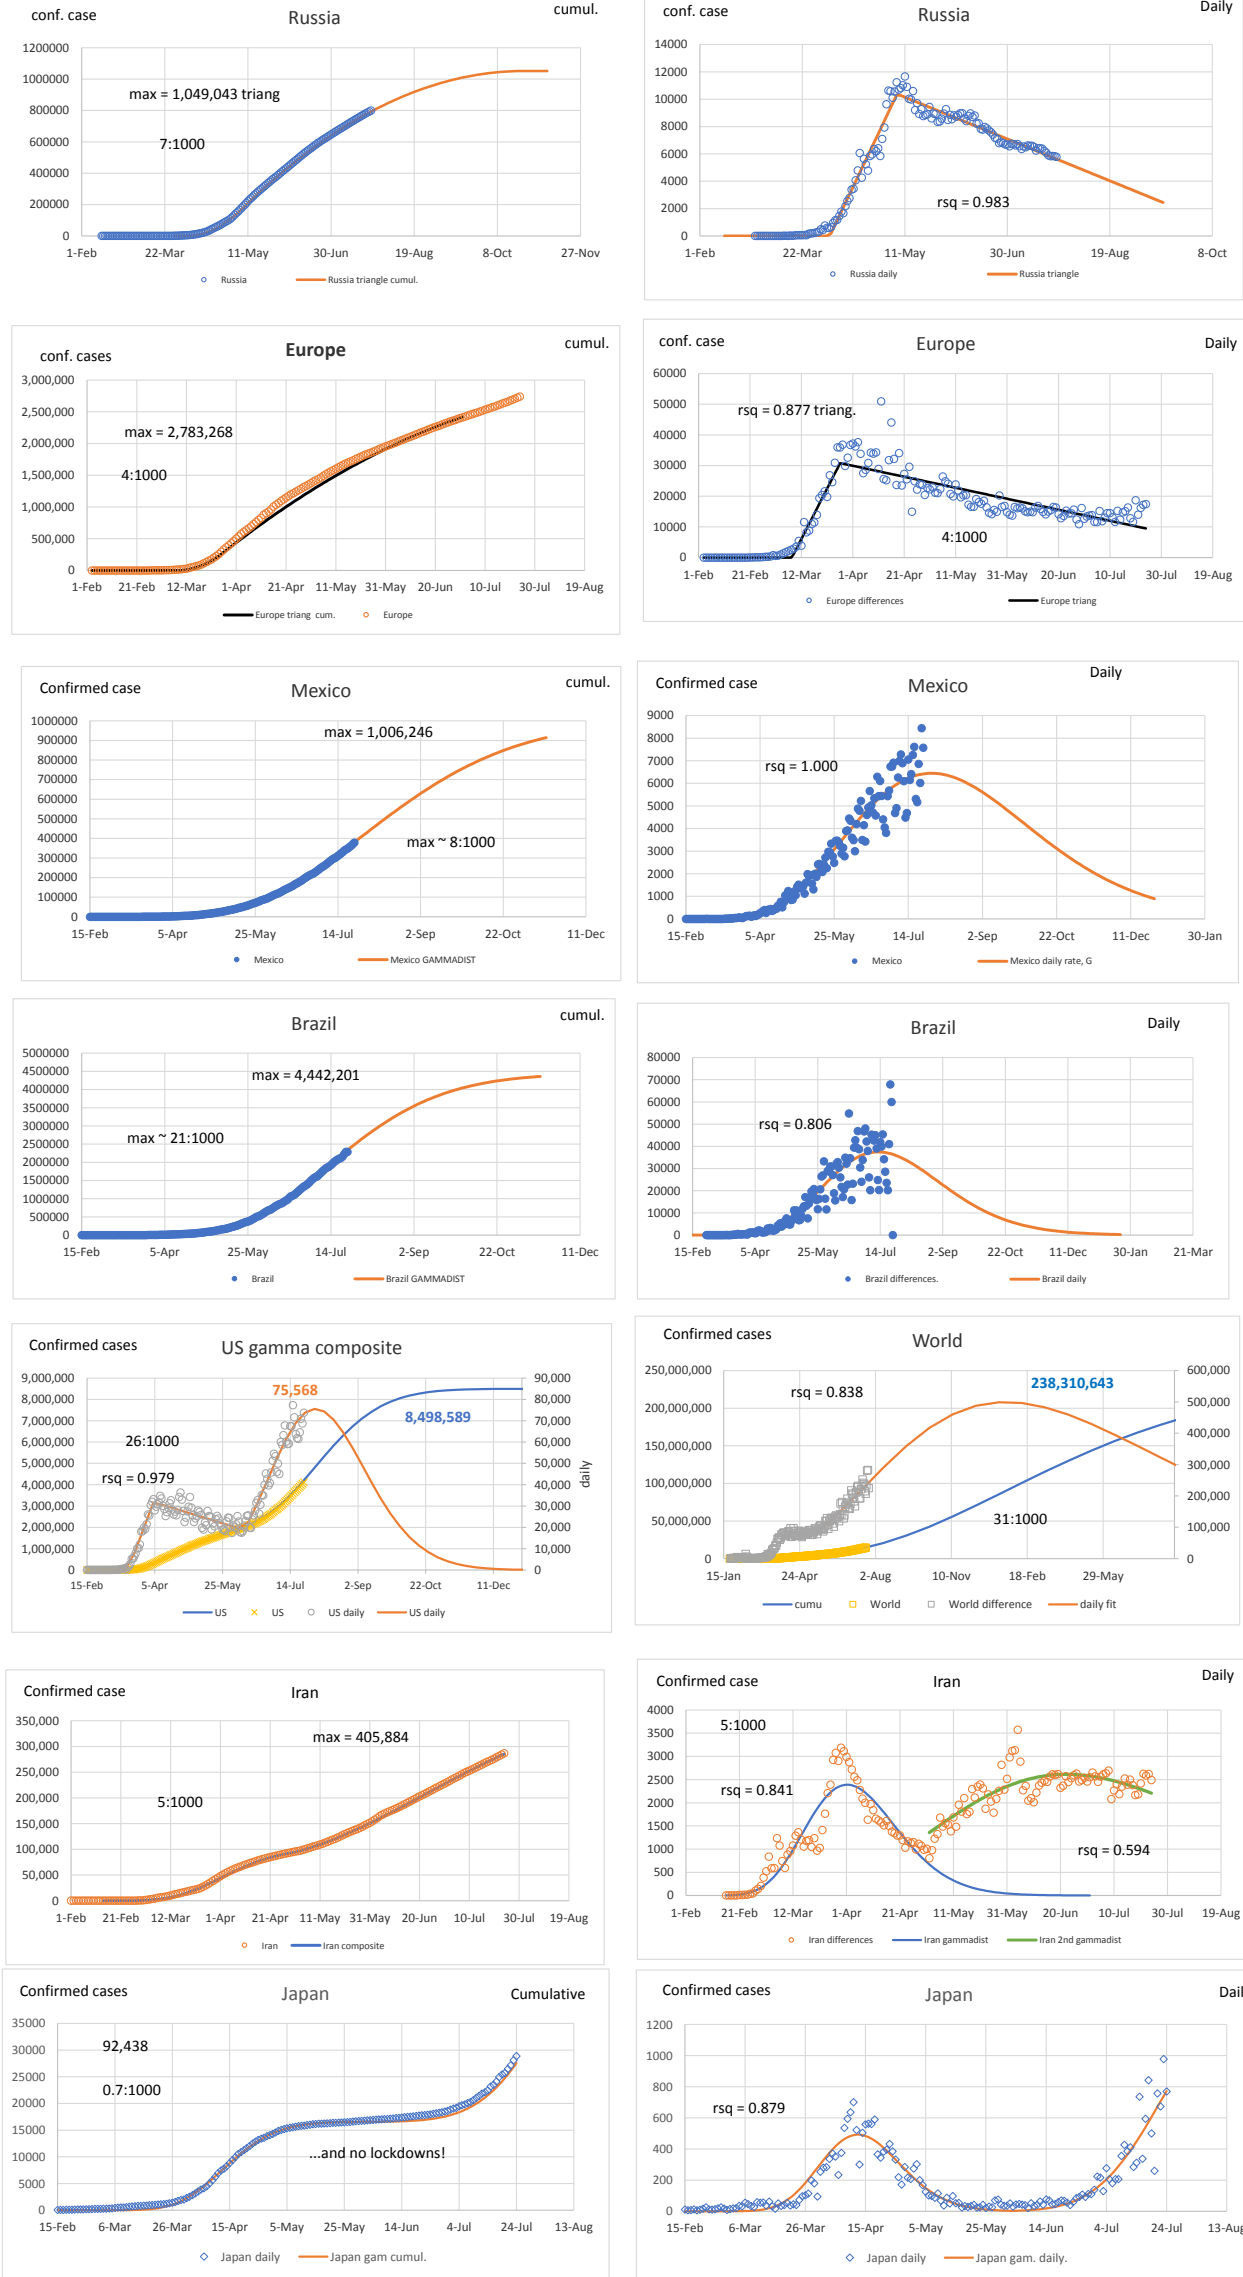 conf. case
Russia
cumul.
1200000
1000000
800000
600000
400000
200000
0
max = 1,049,043 triang
7:1000
1-Feb 22-Mar 11-May 30-Jun 19-Aug 8-Oct 27-Nov
Russia Russia triangle cumul.
conf. case
Russia
Daily
14000
12000
10000
8000
6000
4000
2000
0
rsq = 0.983
1-Feb 22-Mar 11-May 30-Jun 19-Aug 8-Oct
Russia daily Russia triangle
conf. cases
Europe
cumul.
3,000,000
2,500,000
2,000,000
1,500,000
1,000,000
500,000
0
max = 2,783,268
4:1000
1-Feb 21-Feb 12-Mar 1-Apr 21-Apr 11-May 31-May 20-Jun 10-Jul 30-Jul 19-Aug
Europe triang cum. Europe
conf. case
Europe
Daily
60000
50000
40000
30000
20000
10000
0
rsq = 0.877 triang.
4:1000
1-Feb 21-Feb 12-Mar 1-Apr 21-Apr 11-May 31-May 20-Jun 10-Jul 30-Jul 19-Aug
Europe differences Europe triang
Confirmed case
Mexico
cumul.
1000000
900000
800000
700000
600000
500000
400000
300000
200000
100000
0
max = 1,006,246
max ~ 8:1000
15-Feb 5-Apr 25-May 14-Jul 2-Sep 22-Oct 11-Dec
Mexico Mexico GAMMADIST
Confirmed case
Mexico
Daily
9000
8000
7000
6000
5000
4000
3000
2000
1000
0
rsq = 1.000
15-Feb 5-Apr 25-May 14-Jul 2-Sep 22-Oct 11-Dec 30-Jan
Mexico Mexico daily rate, G
Brazil
cumul.
5000000
4500000
4000000
3500000
3000000
2500000
2000000
1500000
1000000
500000
0
max = 4,442,201
max ~ 21:1000
15-Feb 5-Apr 25-May 14-Jul 2-Sep 22-Oct 11-Dec
Brazil Brazil GAMMADIST
Brazil
Daily
80000
70000
60000
50000
40000
30000
20000
10000
0
rsq = 0.806
15-Feb 5-Apr 25-May 14-Jul 2-Sep 22-Oct 11-Dec 30-Jan 21-Mar
Brazil differences. Brazil daily
Confirmed cases
US gamma composite
9,000,000
8,000,000
7,000,000
6,000,000
5,000,000
4,000,000
3,000,000
2,000,000
1,000,000
0
75,568
8,498,589
26:1000
rsq = 0.979
90,000
80,000
70,000
60,000
50,000
40,000
30,000
20,000
10,000
0
daily
15-Feb 5-Apr 25-May 14-Jul 2-Sep 22-Oct 11-Dec
US US US daily US daily
Confirmed cases
World
250,000,000
200,000,000
150,000,000
100,000,000
50,000,000
0
rsq = 0.838
238,310,643
31:1000
600,000
500,000
400,000
300,000
200,000
100,000
0
15-Jan 24-Apr 2-Aug 10-Nov 18-Feb 29-May
cumu World World difference daily fit
Confirmed case
Iran
350,000
300,000
250,000
200,000
150,000
100,000
50,000
0
max = 405,884
5:1000
1-Feb 21-Feb 12-Mar 1-Apr 21-Apr 11-May 31-May 20-Jun 10-Jul 30-Jul 19-Aug
Iran Iran composite
Confirmed case
Iran
Daily
4000
3500
3000
2500
2000
1500
1000
500
0
5:1000
rsq = 0.841
rsq = 0.594
1-Feb 21-Feb 12-Mar 1-Apr 21-Apr 11-May 31-May 20-Jun 10-Jul 30-Jul 19-Aug
Iran differences Iran gammadist Iran 2nd gammadist
Confirmed cases
Japan
Cumulative
35000
30000
25000
20000
15000
10000
5000
0
92,438
0.7:1000
...and no lockdowns!
15-Feb 6-Mar 26-Mar 15-Apr 5-May 25-May 14-Jun 4-Jul 24-Jul 13-Aug
Japan daily Japan gam cumul.
Confirmed cases
Japan
Dail
1200
1000
800
600
400
200
0
rsq = 0.879
15-Feb 6-Mar 26-Mar 15-Apr 5-May 25-May 14-Jun 4-Jul 24-Jul 13-Aug
Japan daily Japan gam. daily.